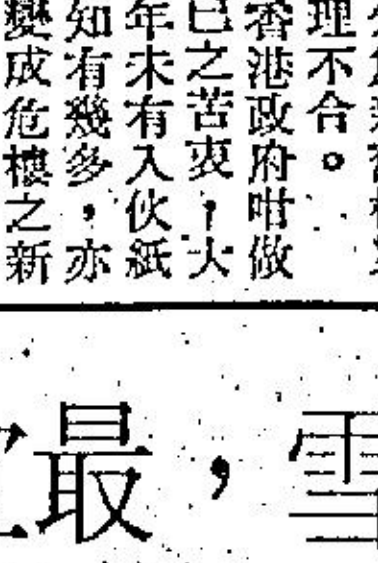 理不合。
香港政府咁做
已之苦衷，大
年未有入伙紙
知有幾多，亦
變成危樓之新
雪，最